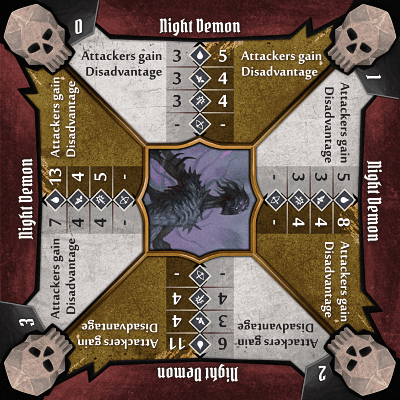 0
Night Demon
Attackers gain
Disadvantage
3 5
3 4
3 4
- -
Attackers gain
Disadvantage
1
Night Demon
Attackers gain
Disadvantage
5 8
3 4
3 4
- -
Attackers gain
Disadvantage
2
Night Demon
Attackers gain
Disadvantage
6 11
3 4
4 4
- -
Attackers gain
Disadvantage
3
Night Demon
Attackers gain
Disadvantage
7 13
4 4
4 5
- -
Attackers gain
Disadvantage